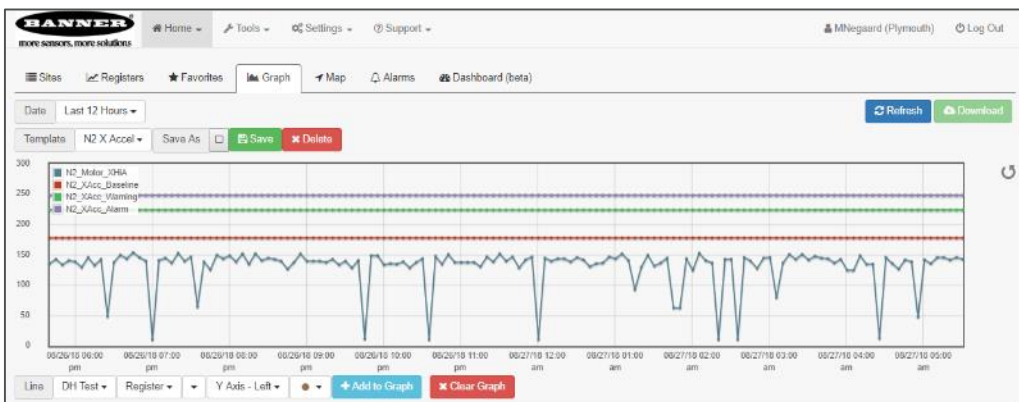 BANNER
more sensors, more solutions
Home Tools Settings Support MNegaard (Plymouth) Log Out
Sites Registers Favorites Graph Map Alarms Dashboard (beta)
Date Last 12 Hours Refresh Download
Template N2 X Accel Save As Save Delete
300
250
200
150
100
50
0
N2_Motor_XHIA
N2_XAcc_Baseline
N2_XAcc_Warning
N2_XAcc_Alarm
08/26/18 06:00 pm
08/26/18 07:00 pm
08/26/18 08:00 pm
08/26/18 09:00 pm
08/26/18 10:00 pm
08/26/18 11:00 pm
08/27/18 12:00 am
08/27/18 01:00 am
08/27/18 02:00 am
08/27/18 03:00 am
08/27/18 04:00 am
08/27/18 05:00 am
Line DH Test Register Y Axis - Left Add to Graph Clear Graph